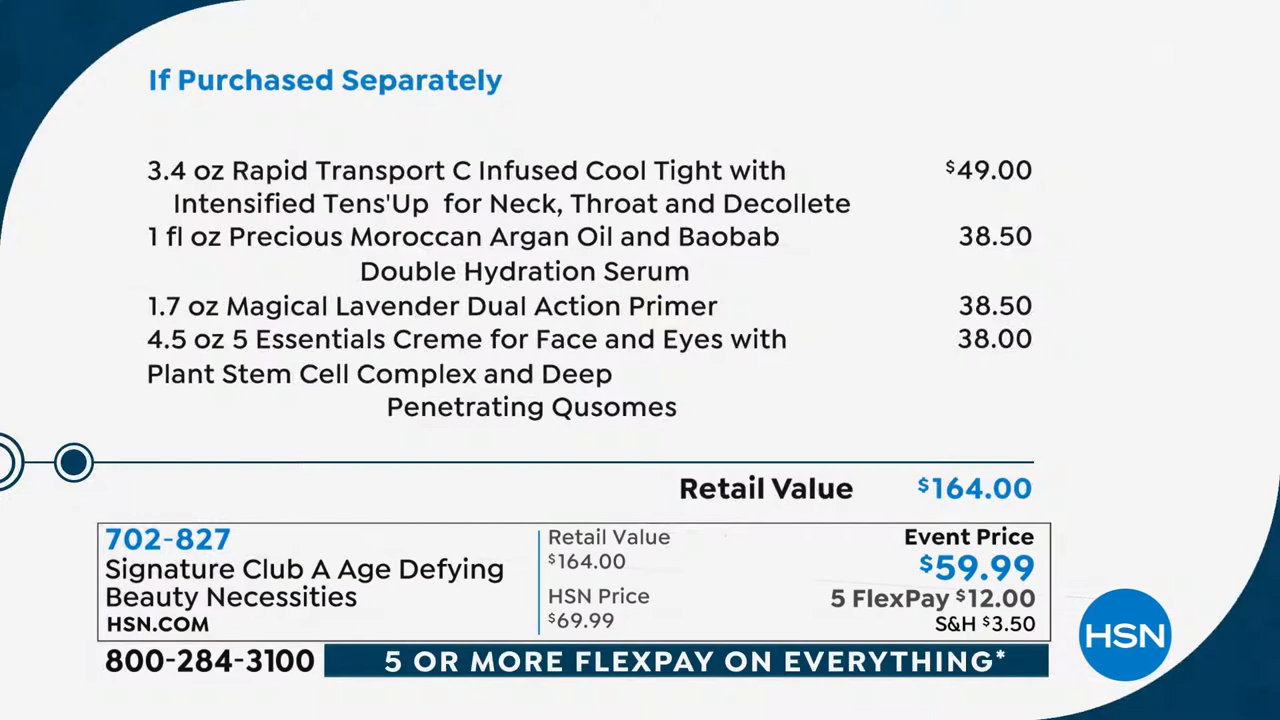 If Purchased Separately
3.4 oz Rapid Transport C Infused Cool Tight with $49.00
Intensified Tens'Up for Neck, Throat and Decollete
1 fl oz Precious Moroccan Argan Oil and Baobab 38.50
Double Hydration Serum
1.7 oz Magical Lavender Dual Action Primer 38.50
4.5 oz 5 Essentials Creme for Face and Eyes with 38.00
Plant Stem Cell Complex and Deep
Penetrating Qusomes
Retail Value $164.00
702-827
Signature Club A Age Defying
Beauty Necessities
HSN.COM
Retail Value
$164.00
HSN Price
$69.99
Event Price
$59.99
5 FlexPay $12.00
S&H $3.50
HSN
800-284-3100
5 OR MORE FLEXPAY ON EVERYTHING*